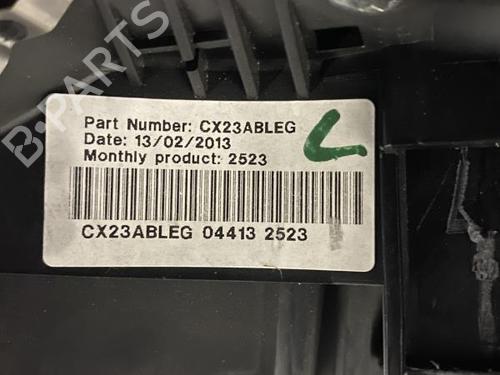 B-PARTS
Part Number: CX23ABLEG
Date: 13/02/2013
Monthly product: 2523
CX23ABLEG 04413 2523